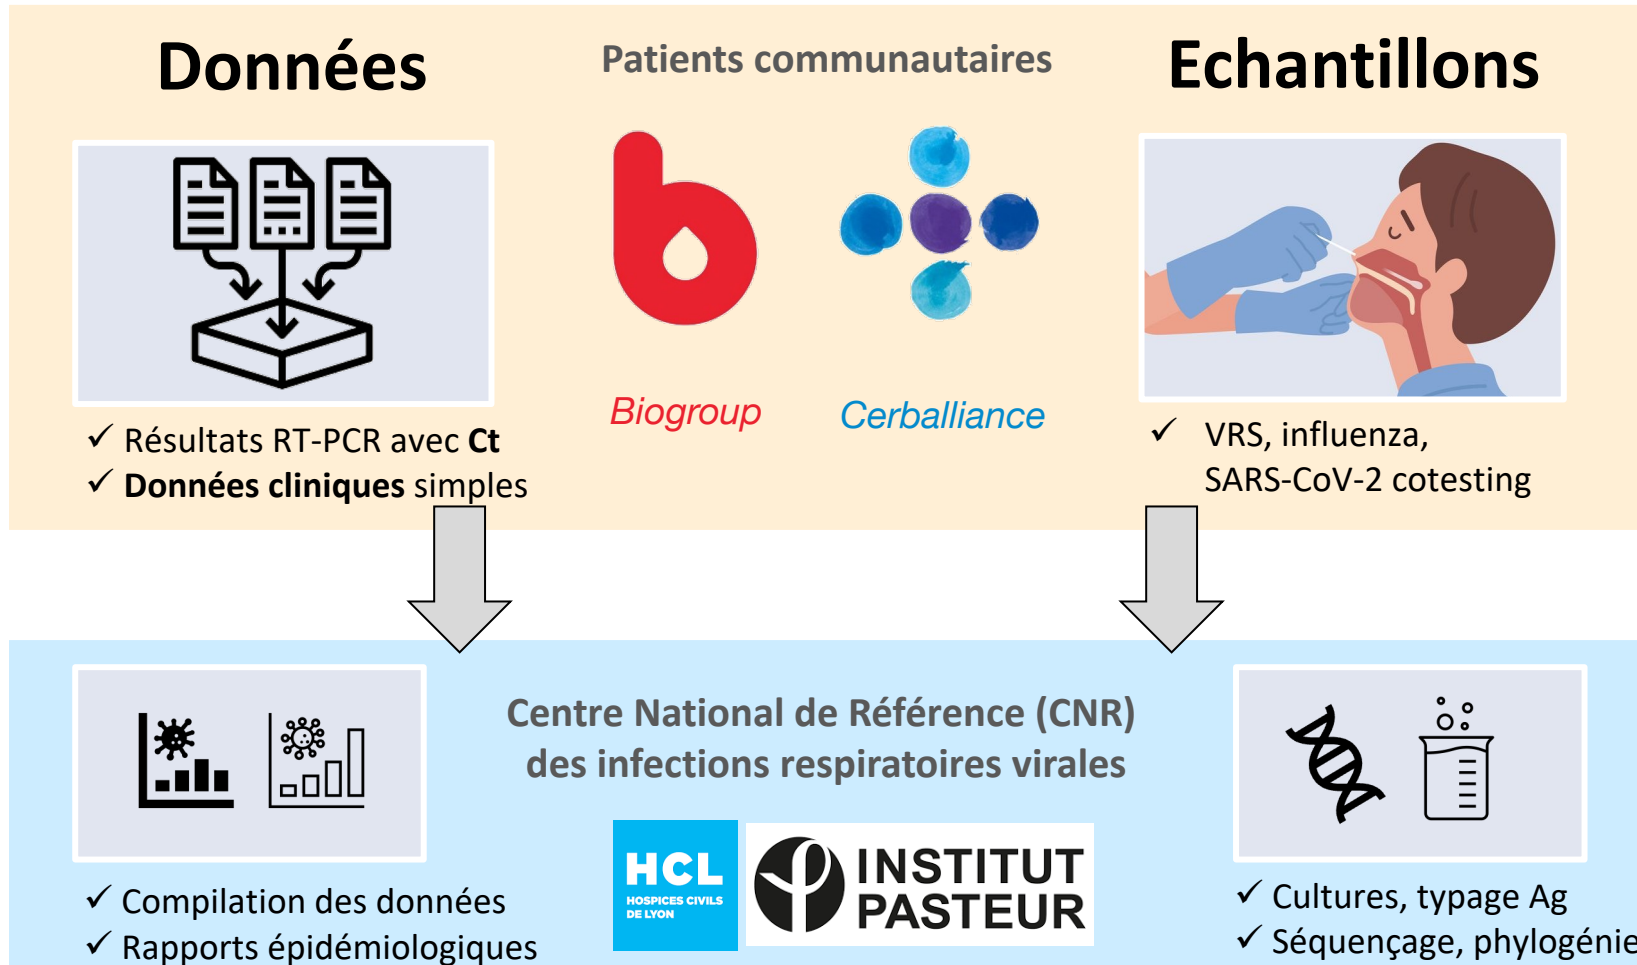 Données
Patients communautaires
Echantillons
Biogroup
Cerballiance
✓ Résultats RT-PCR avec Ct
✓ Données cliniques simples
✓ VRS, influenza,
SARS-CoV-2 cotesting
Centre National de Référence (CNR)
des infections respiratoires virales
HCL
HOSPICES CIVILS
DE LYON
INSTITUT
PASTEUR
✓ Compilation des données
✓ Rapports épidémiologiques
✓ Cultures, typage Ag
✓ Séquençage, phylogénie